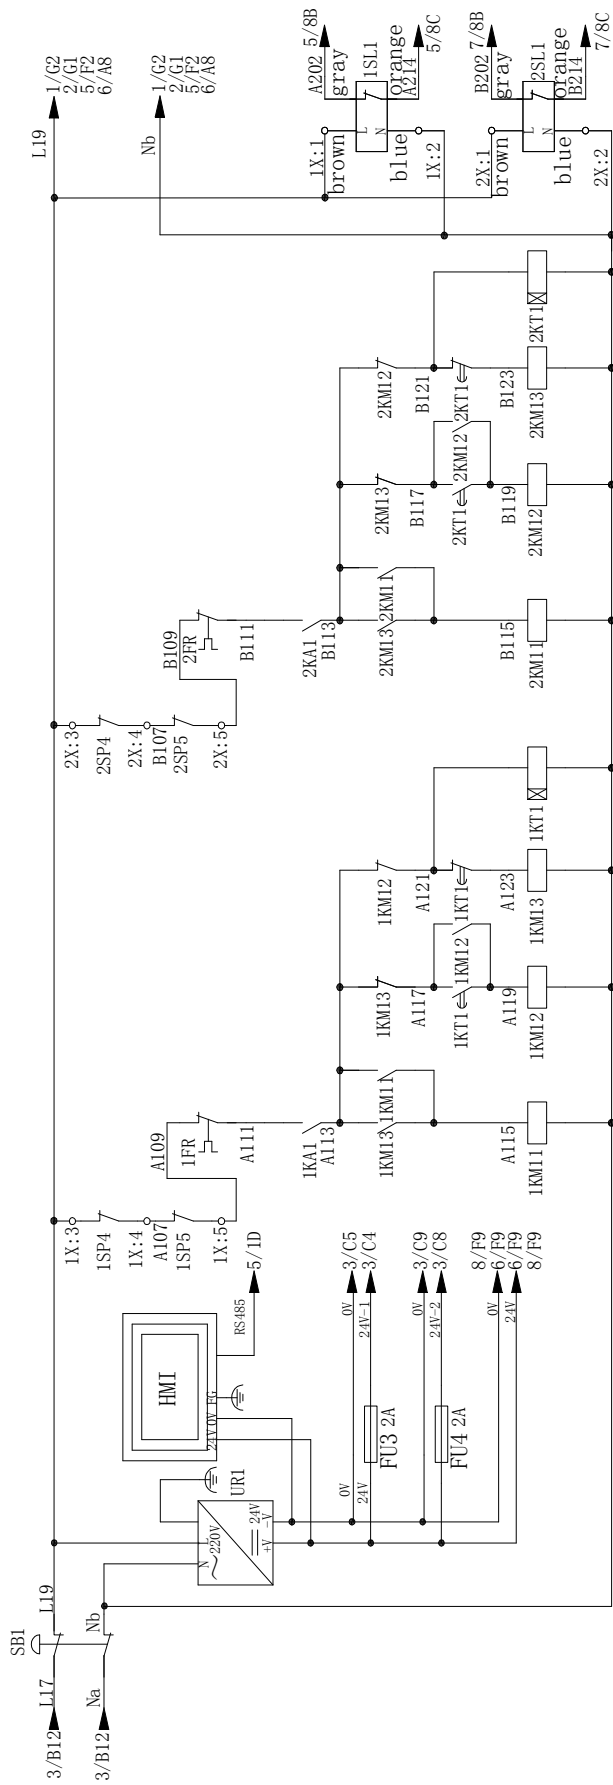 3/B12
L17
SB1
L19
3/B12
Na
Nb
L19
1/G2
2/G1
5/F2
6/A8
Nb
1/G2
2/G1
5/F2
6/A8
N
L
~220V
24V
+V
-V
UR1
HMI
24V
0V
FG
RS485
5/1D
0V
24V
FU3 2A
0V
24V-1
3/C5
3/C4
FU4 2A
0V
24V-2
3/C9
3/C8
0V
24V
8/F9
6/F9
6/F9
8/F9
1X:3
1SP4
1X:4
A107
1SP5
1X:5
A109
1FR
A111
1KA1
A113
1KM13
1KM11
A115
1KM11
1KM13
A117
1KT1
1KM12
A119
1KM12
1KM12
A121
1KT1
A123
1KM13
1KT1
2X:3
2SP4
2X:4
B107
2SP5
2X:5
B109
2FR
B111
2KA1
B113
2KM13
2KM11
B115
2KM11
2KM13
B117
2KT1
2KM12
B119
2KM12
2KM12
B121
2KT1
B123
2KM13
2KT1
1X:1
brown
A202
gray
5/8B
L
N
1SL1
blue
1X:2
orange
A214
5/8C
2X:1
brown
B202
gray
7/8B
L
N
2SL1
blue
2X:2
orange
B214
7/8C